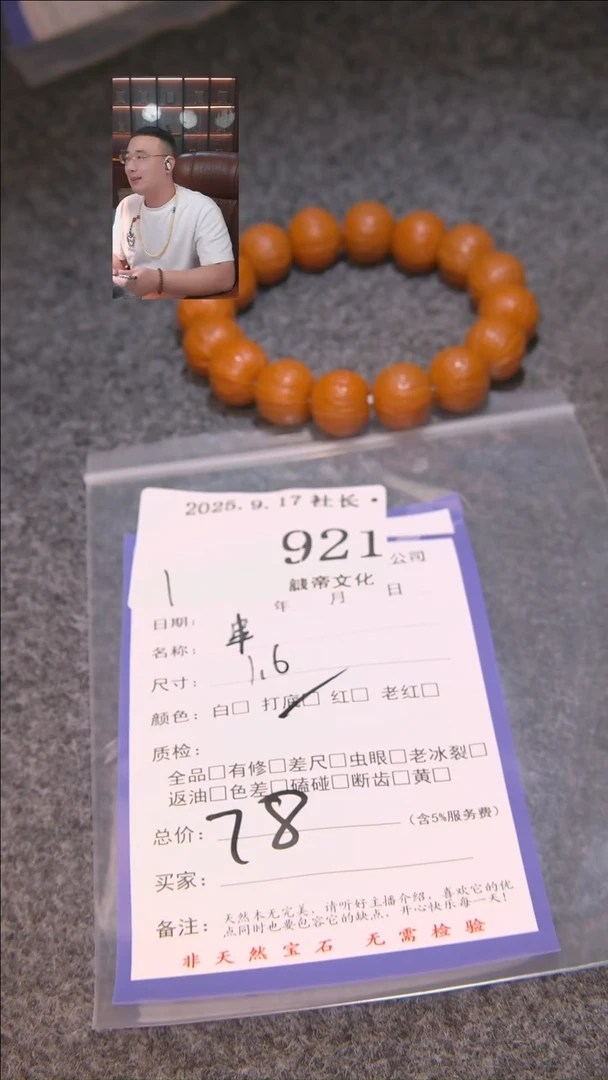 2025.9.17 社长·
921 公司
藏帝文化
1
年 月 日
日期:
名称: 串
尺寸: 1.6
颜色: 白□ 打底□ 红□ 老红□
质检:
全品□有修□差尺□虫眼□老冰裂□
返油□色差□磕碰□断齿□黄□
总价: 78 (含5%服务费)
买家:
备注: 天然本无完美, 请听好主播介绍, 喜欢它的优
点同时也要包容它的缺点, 开心快乐每一天!
非天然宝石 无需检验